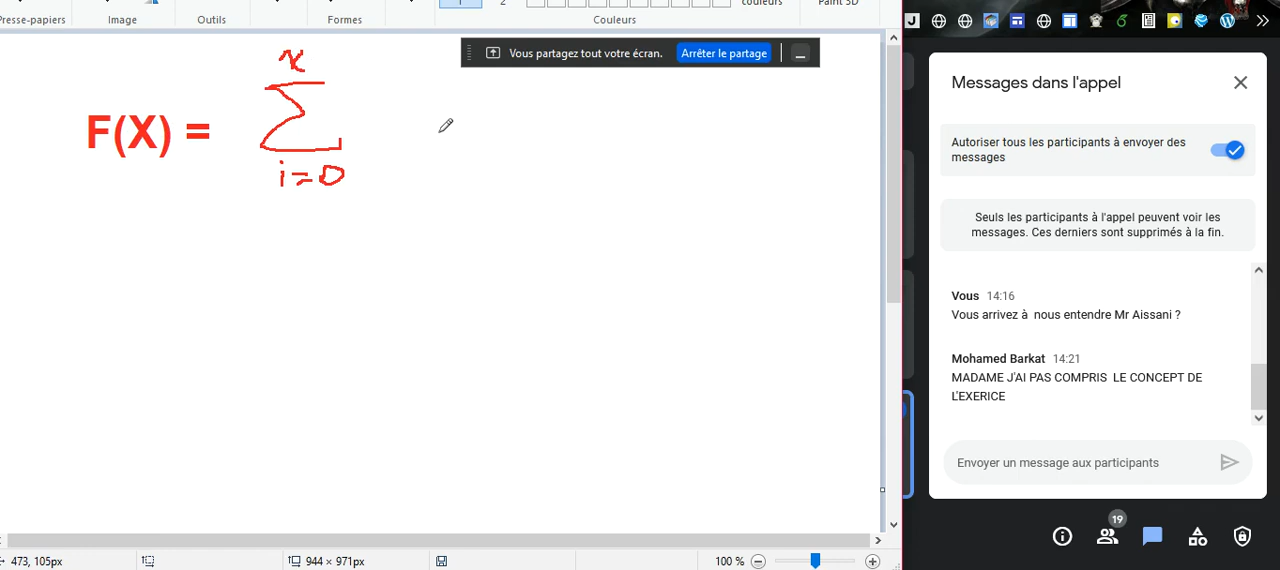 Presse-papiers
Image
Outils
Formes
1
2
Couleurs
couleurs
Paint 3D
Vous partagez tout votre écran.
Arrêter le partage
x
F(X) = Σ
i=0
473, 105px
944 × 971px
100 %
Messages dans l'appel
Autoriser tous les participants à envoyer des
messages
Seuls les participants à l'appel peuvent voir les
messages. Ces derniers sont supprimés à la fin.
Vous 14:16
Vous arrivez à nous entendre Mr Aissani ?
Mohamed Barkat 14:21
MADAME J'AI PAS COMPRIS LE CONCEPT DE
L'EXERICE
Envoyer un message aux participants
19